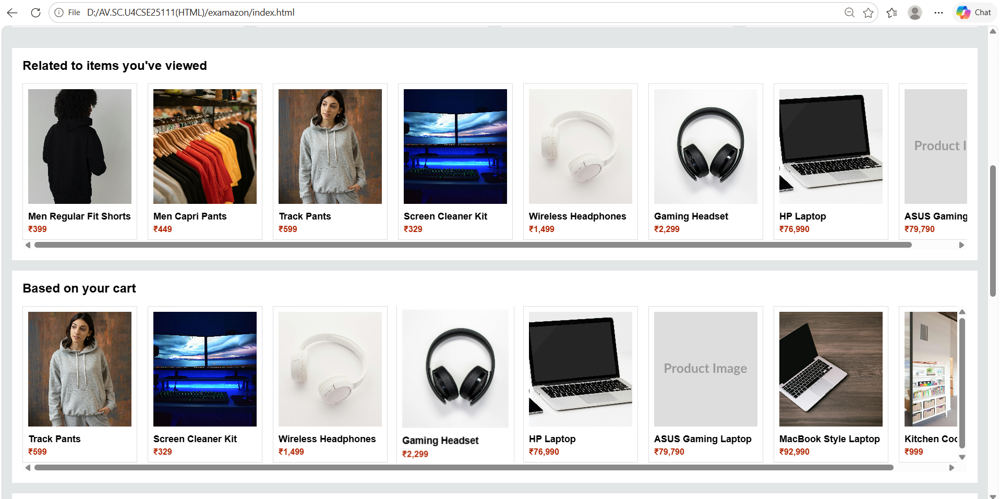 File D:/AV.SC.U4CSE25111(HTML)/examazon/index.html
Chat
Related to items you've viewed
Product I
Men Regular Fit Shorts
₹399
Men Capri Pants
₹449
Track Pants
₹599
Screen Cleaner Kit
₹329
Wireless Headphones
₹1,499
Gaming Headset
₹2,299
HP Laptop
₹76,990
ASUS Gaming
₹79,790
Based on your cart
Product Image
Track Pants
₹599
Screen Cleaner Kit
₹329
Wireless Headphones
₹1,499
Gaming Headset
₹2,299
HP Laptop
₹76,990
ASUS Gaming Laptop
₹79,790
MacBook Style Laptop
₹92,990
Kitchen Coo
₹999